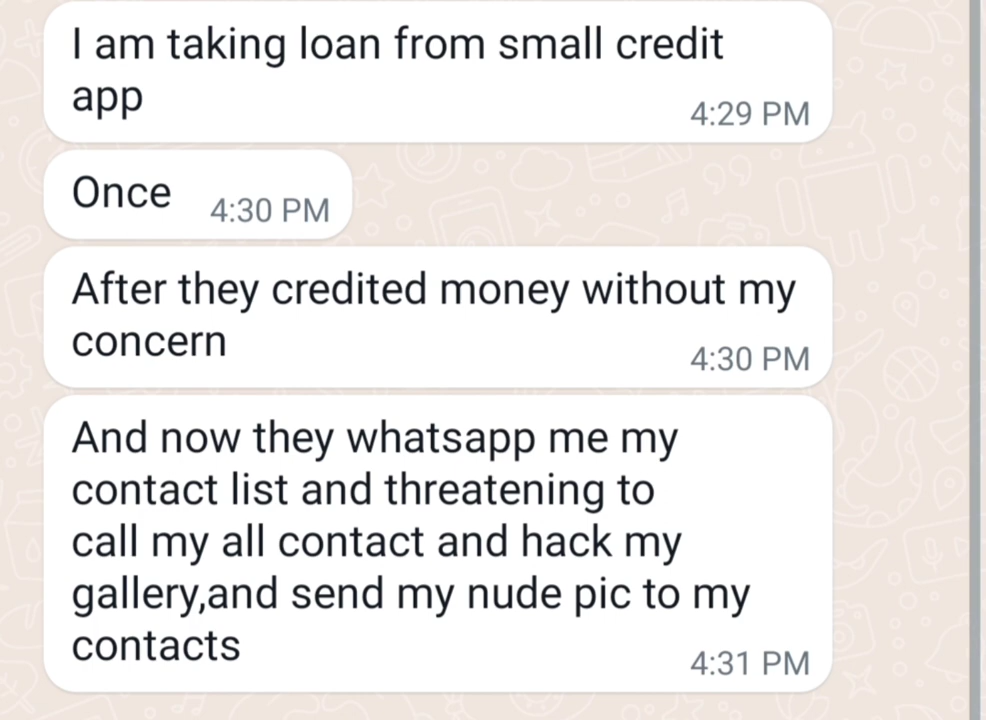 I am taking loan from small credit
app
4:29 PM
Once 4:30 PM
After they credited money without my
concern
4:30 PM
And now they whatsapp me my
contact list and threatening to
call my all contact and hack my
gallery,and send my nude pic to my
contacts
4:31 PM